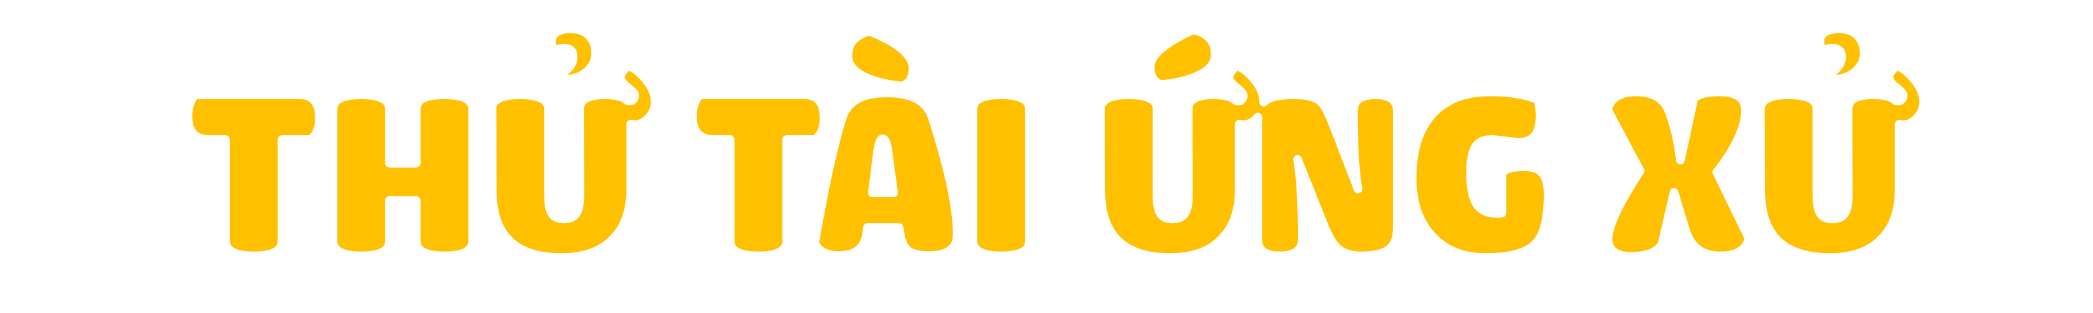 THỬ TÀI ỨNG XỬ